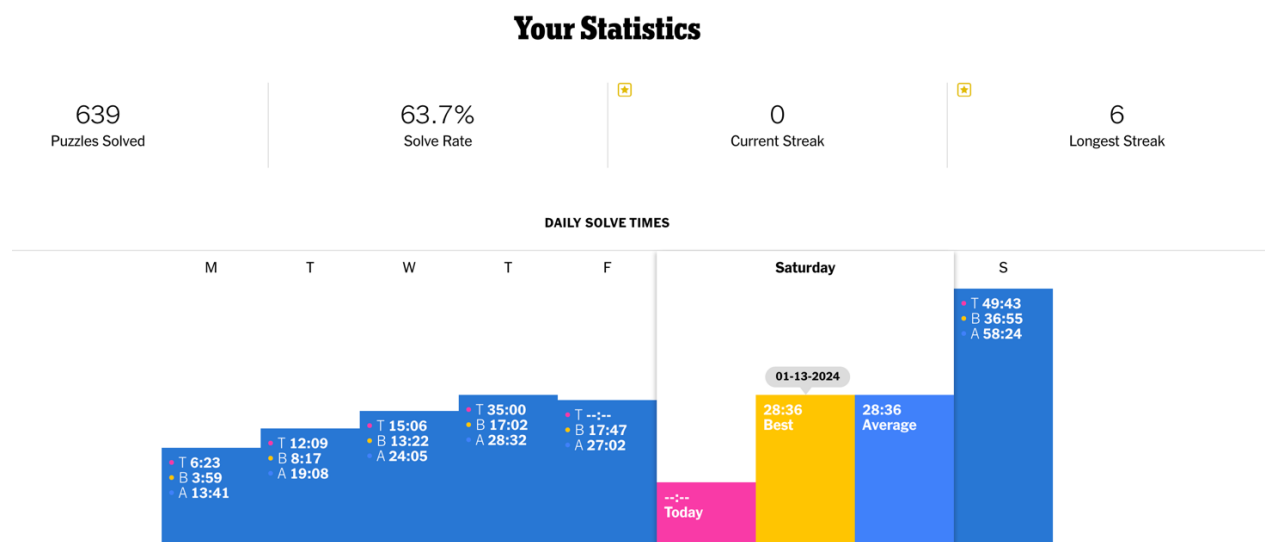 Your Statistics
639
Puzzles Solved
63.7%
Solve Rate
0
Current Streak
6
Longest Streak
DAILY SOLVE TIMES
M T W T F Saturday S
T 6:23
B 3:59
A 13:41
T 12:09
B 8:17
A 19:08
T 15:06
B 13:22
A 24:05
T 35:00
B 17:02
A 28:32
T --:--
B 17:47
A 27:02
--:--
Today
01-13-2024
28:36
Best
28:36
Average
T 49:43
B 36:55
A 58:24